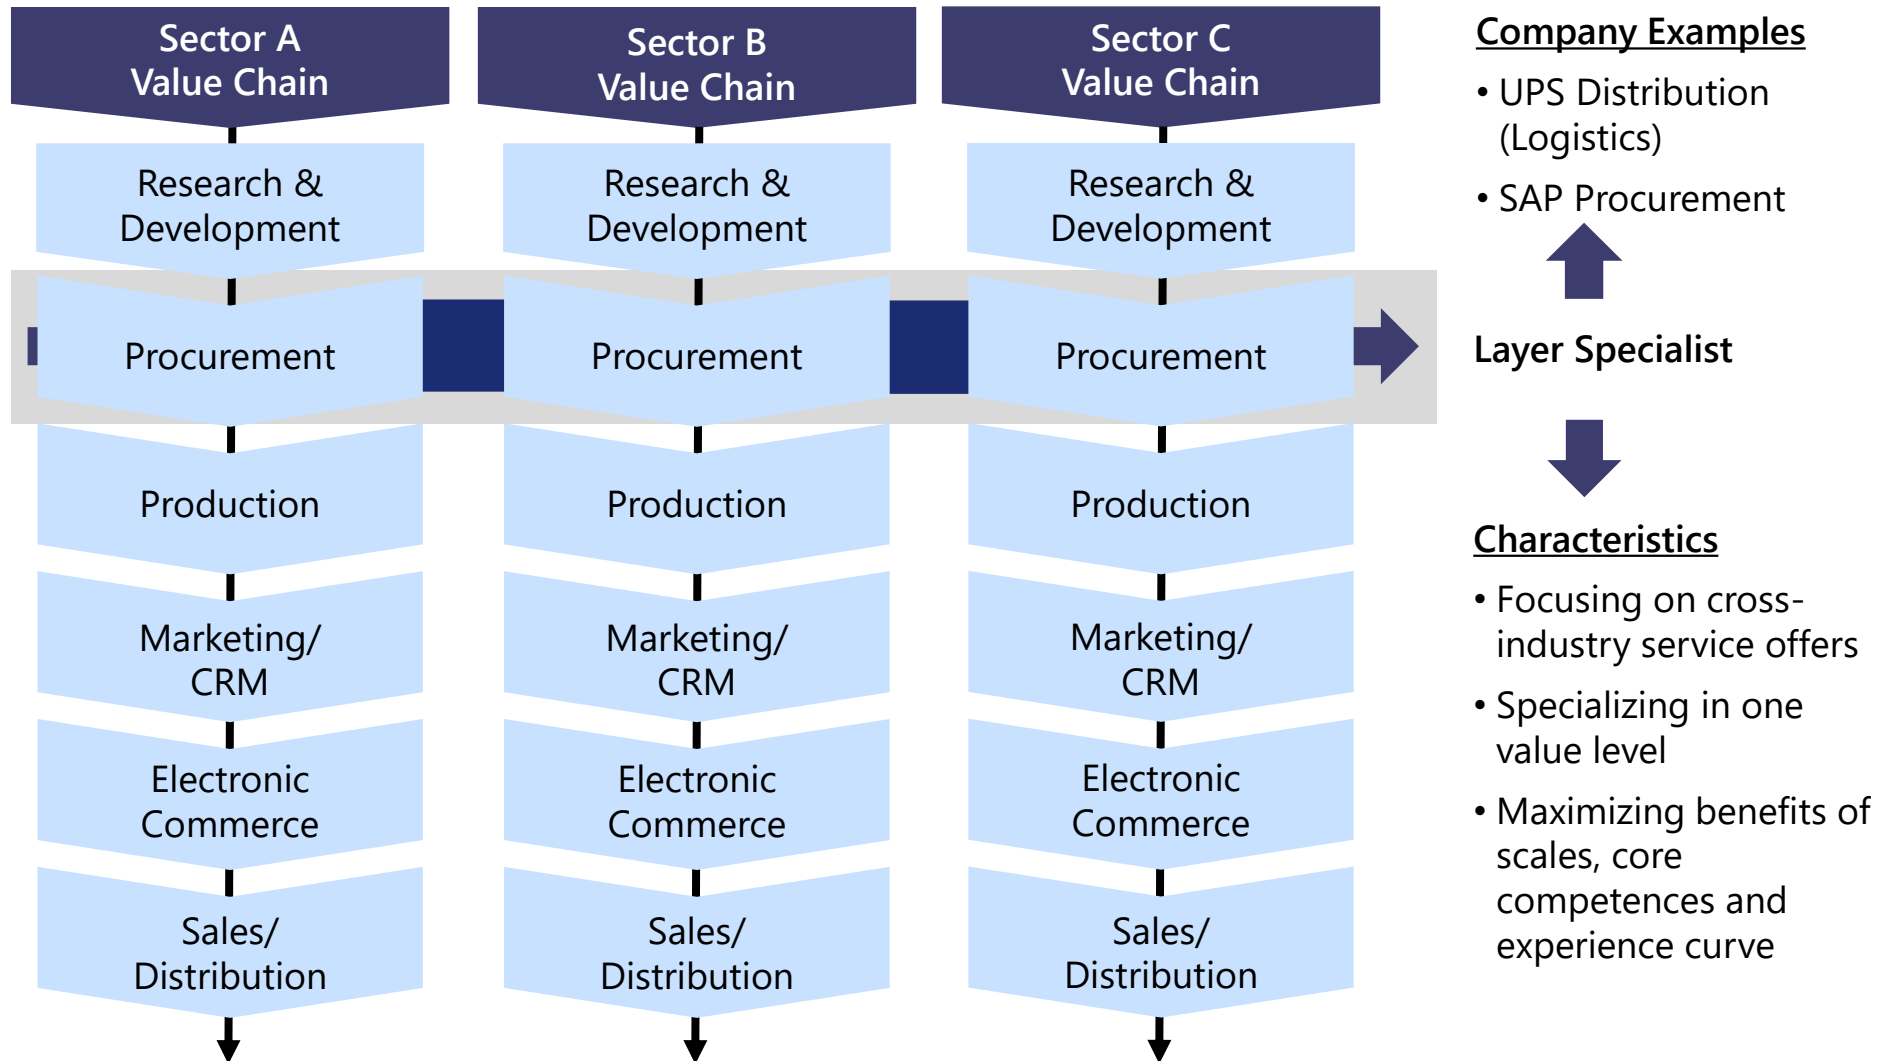 Sector A
Value Chain
Sector B
Value Chain
Sector C
Value Chain
Research &
Development
Research &
Development
Research &
Development
Procurement
Procurement
Procurement
Production
Production
Production
Marketing/
CRM
Marketing/
CRM
Marketing/
CRM
Electronic
Commerce
Electronic
Commerce
Electronic
Commerce
Sales/
Distribution
Sales/
Distribution
Sales/
Distribution
Company Examples
• UPS Distribution
(Logistics)
• SAP Procurement
Layer Specialist
Characteristics
• Focusing on cross-
industry service offers
• Specializing in one
value level
• Maximizing benefits of
scales, core
competences and
experience curve